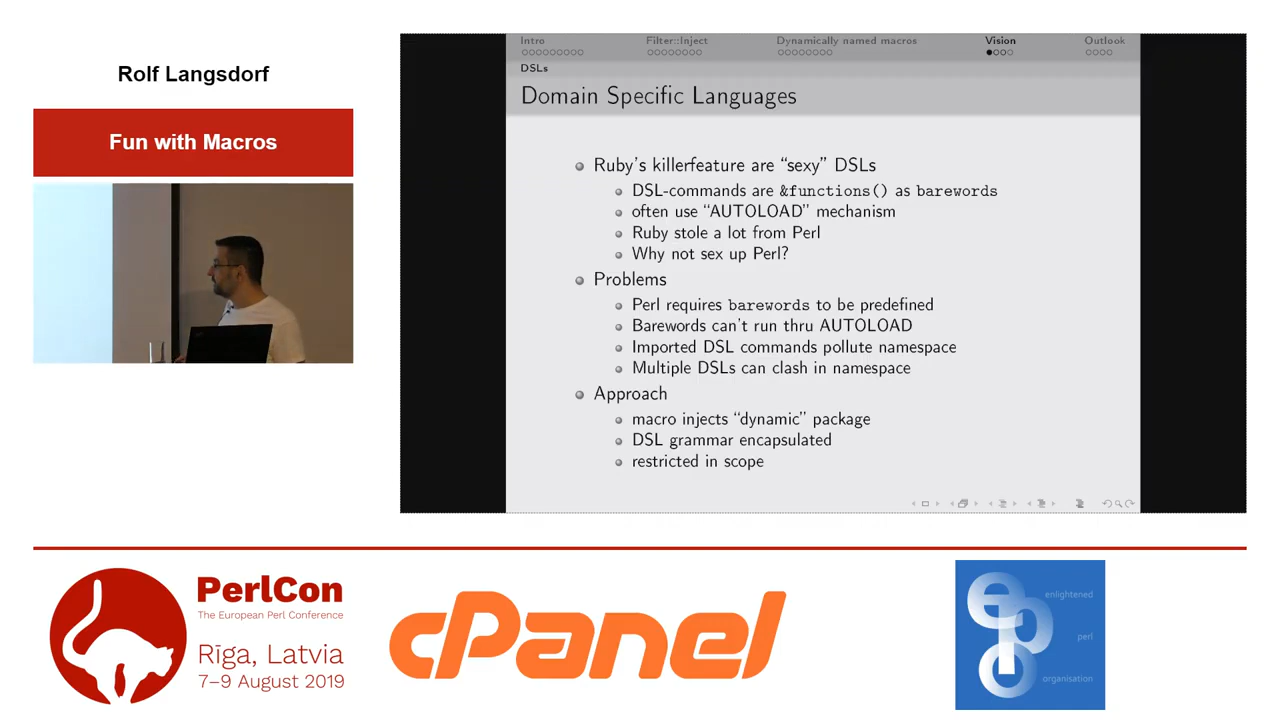 Rolf Langsdorf
Fun with Macros
Intro
Filter::Inject
Dynamically named macros
Vision
Outlook
DSLs
Domain Specific Languages
Ruby's killerfeature are “sexy” DSLs
DSL-commands are &functions() as barewords
often use “AUTOLOAD” mechanism
Ruby stole a lot from Perl
Why not sex up Perl?
Problems
Perl requires barewords to be predefined
Barewords can't run thru AUTOLOAD
Imported DSL commands pollute namespace
Multiple DSLs can clash in namespace
Approach
macro injects “dynamic” package
DSL grammar encapsulated
restricted in scope
PerlCon
The European Perl Conference
Rīga, Latvia
7–9 August 2019
cPanel
epo
enlightened
perl
organisation